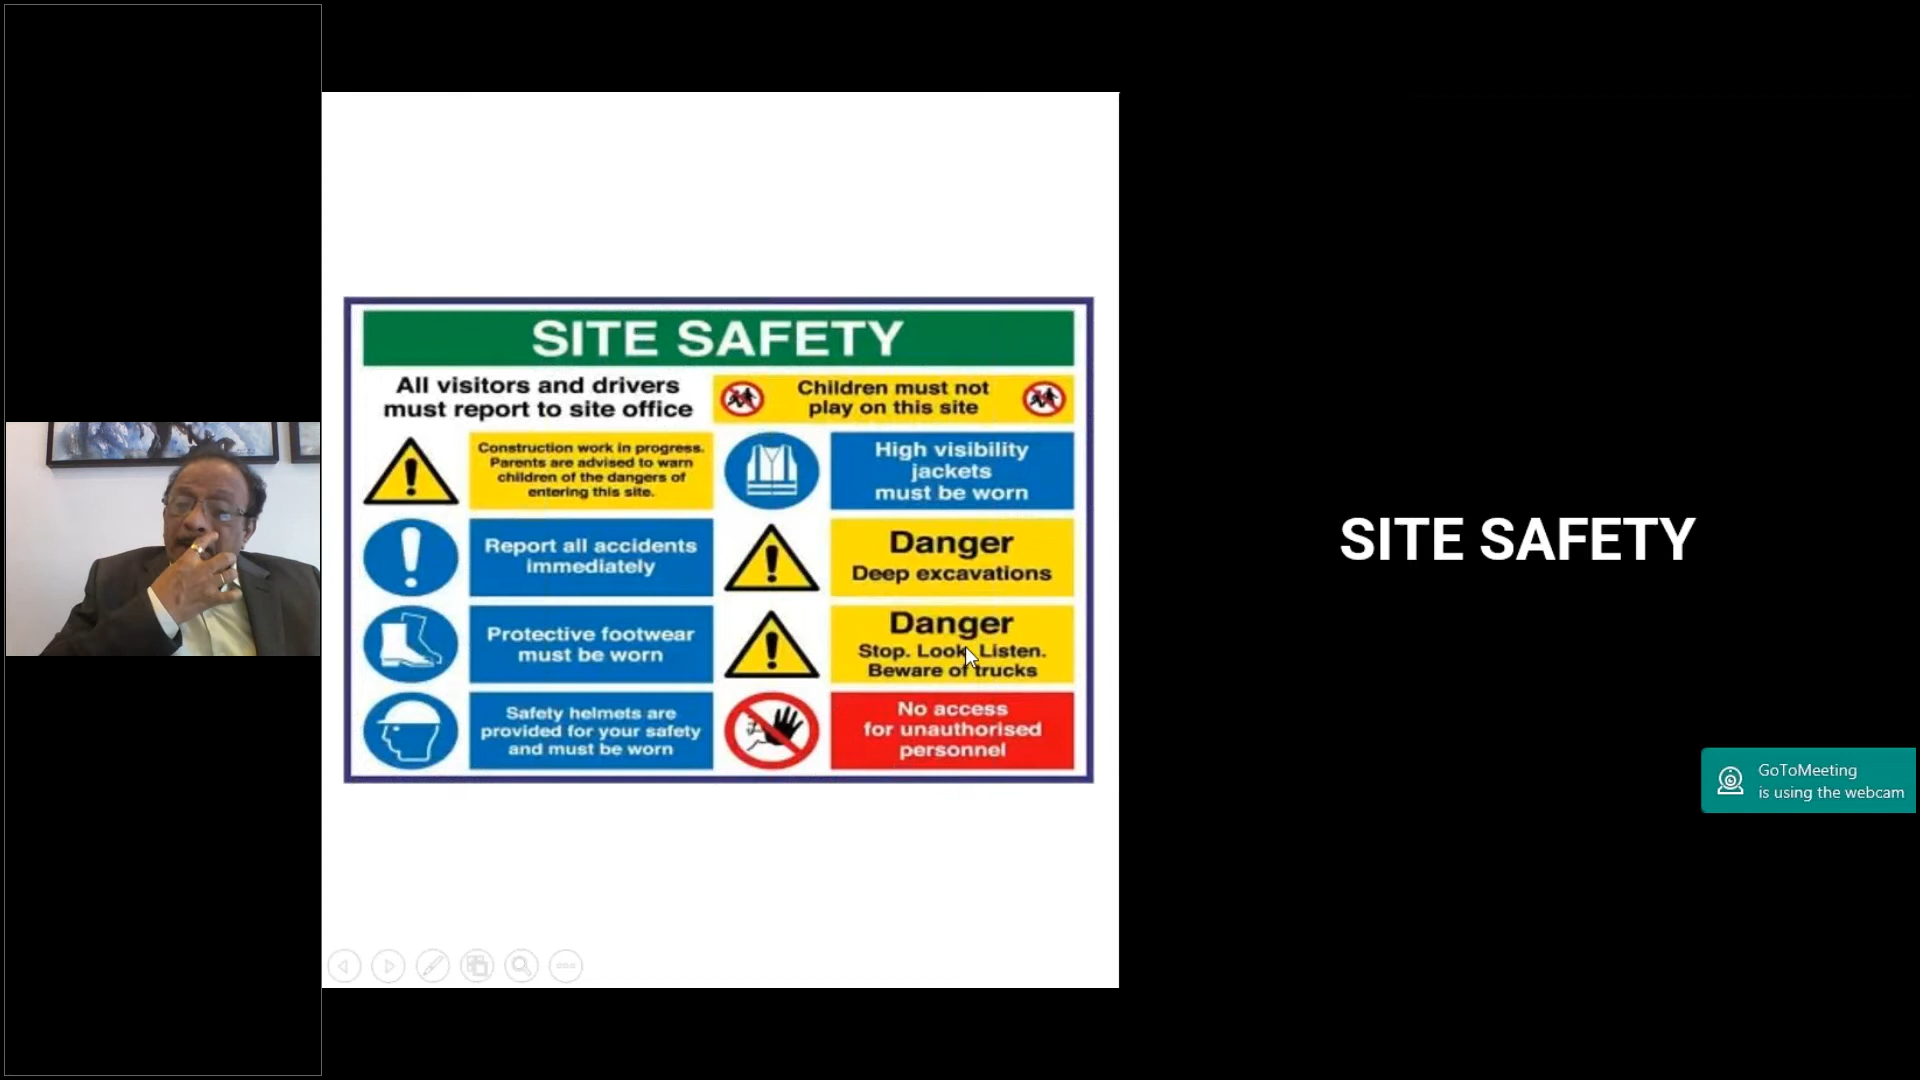 SITE SAFETY
All visitors and drivers
must report to site office
Children must not
play on this site
Construction work in progress.
Parents are advised to warn
children of the dangers of
entering this site.
High visibility
jackets
must be worn
Report all accidents
immediately
Danger
Deep excavations
Protective footwear
must be worn
Danger
Stop. Look. Listen.
Beware of trucks
Safety helmets are
provided for your safety
and must be worn
No access
for unauthorised
personnel
SITE SAFETY
GoToMeeting
is using the webcam